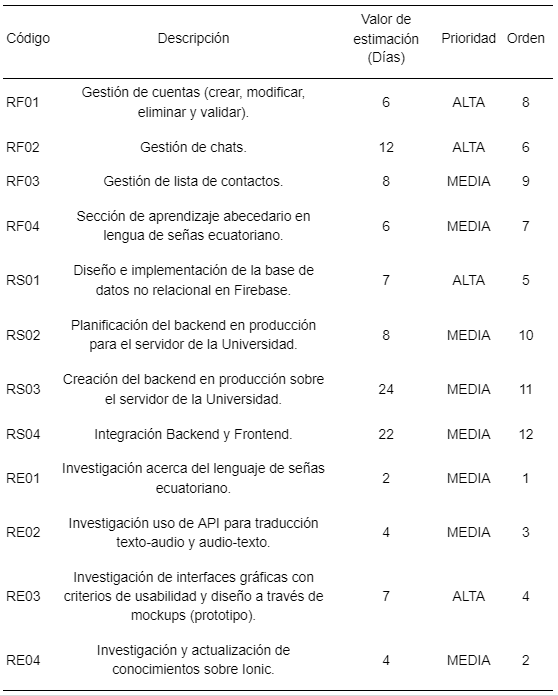 Código Descripción Valor de estimación (Días) Prioridad Orden
RF01 Gestión de cuentas (crear, modificar, eliminar y validar). 6 ALTA 8
RF02 Gestión de chats. 12 ALTA 6
RF03 Gestión de lista de contactos. 8 MEDIA 9
RF04 Sección de aprendizaje abecedario en lengua de señas ecuatoriano. 6 MEDIA 7
RS01 Diseño e implementación de la base de datos no relacional en Firebase. 7 ALTA 5
RS02 Planificación del backend en producción para el servidor de la Universidad. 8 MEDIA 10
RS03 Creación del backend en producción sobre el servidor de la Universidad. 24 MEDIA 11
RS04 Integración Backend y Frontend. 22 MEDIA 12
RE01 Investigación acerca del lenguaje de señas ecuatoriano. 2 MEDIA 1
RE02 Investigación uso de API para traducción texto-audio y audio-texto. 4 MEDIA 3
RE03 Investigación de interfaces gráficas con criterios de usabilidad y diseño a través de mockups (prototipo). 7 ALTA 4
RE04 Investigación y actualización de conocimientos sobre Ionic. 4 MEDIA 2